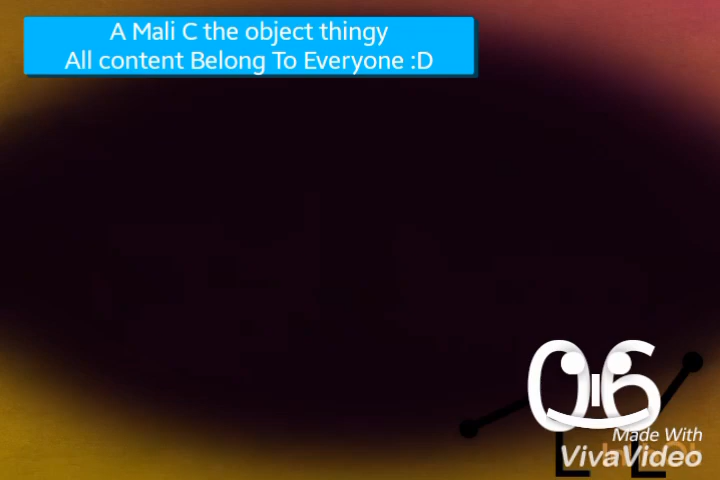 A Mali C the object thingy
All content Belong To Everyone :D
06
Made With
VivaVideo